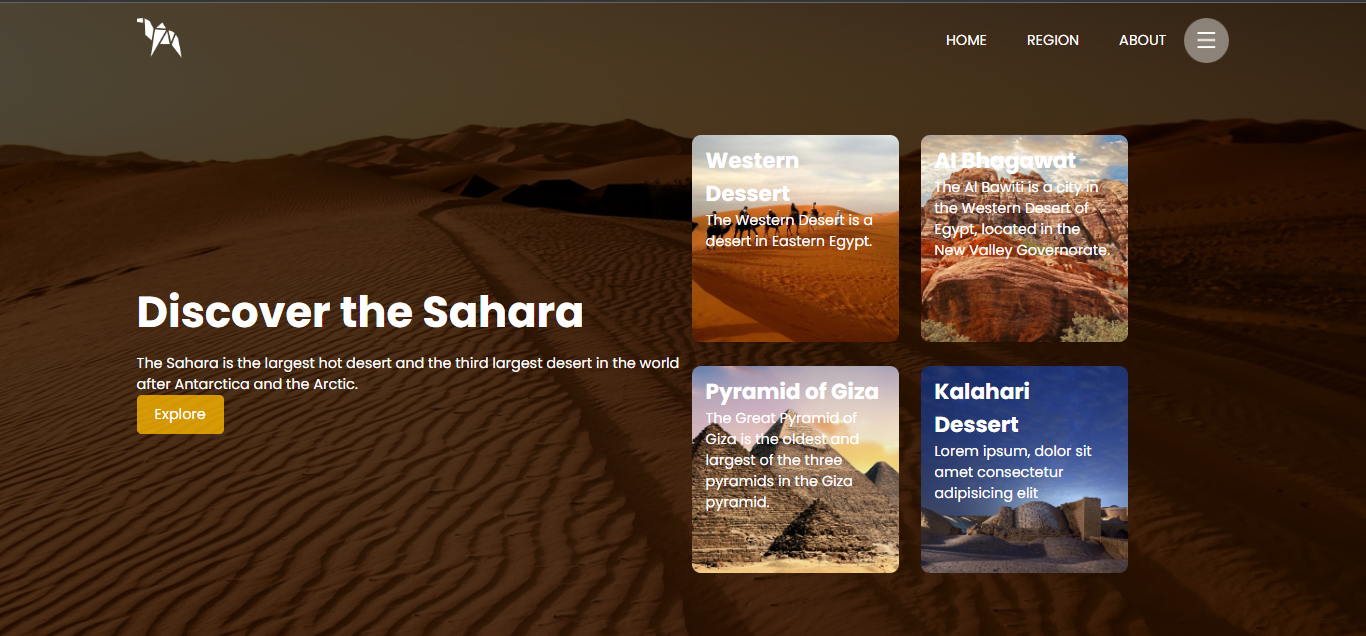 HOME
REGION
ABOUT
Discover the Sahara
The Sahara is the largest hot desert and the third largest desert in the world
after Antarctica and the Arctic.
Explore
Western
Dessert
The Western Desert is a
desert in Eastern Egypt.
Al Bhagawat
The Al Bawiti is a city in
the Western Desert of
Egypt, located in the
New Valley Governorate.
Pyramid of Giza
The Great Pyramid of
Giza is the oldest and
largest of the three
pyramids in the Giza
pyramid.
Kalahari
Dessert
Lorem ipsum, dolor sit
amet consectetur
adipisicing elit